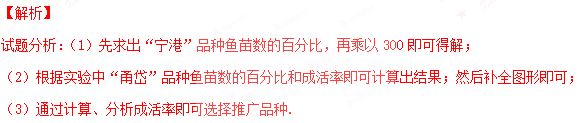 【解析】
试题分析：（1）先求出“宁港”品种鱼苗数的百分比，再乘以 300 即可得解；
（2）根据实验中“甬岱”品种鱼苗数的百分比和成活率即可计算出结果；然后补全图形即可；
（3）通过计算、分析成活率即可选择推广品种．